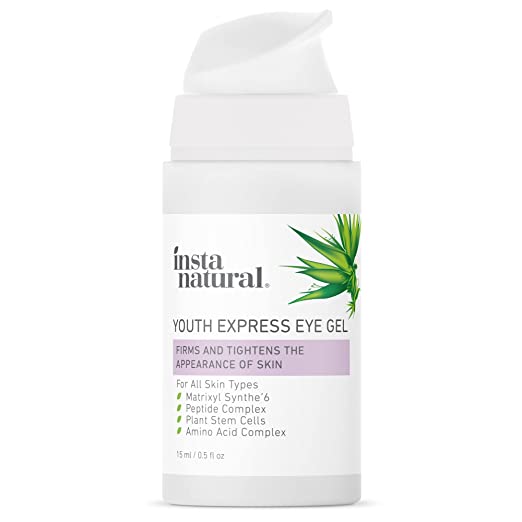 insta
natural®
YOUTH EXPRESS EYE GEL
FIRMS AND TIGHTENS THE
APPEARANCE OF SKIN
For All Skin Types
Matrixyl Synthe'6
Peptide Complex
Plant Stem Cells
Amino Acid Complex
15 ml / 0.5 fl oz